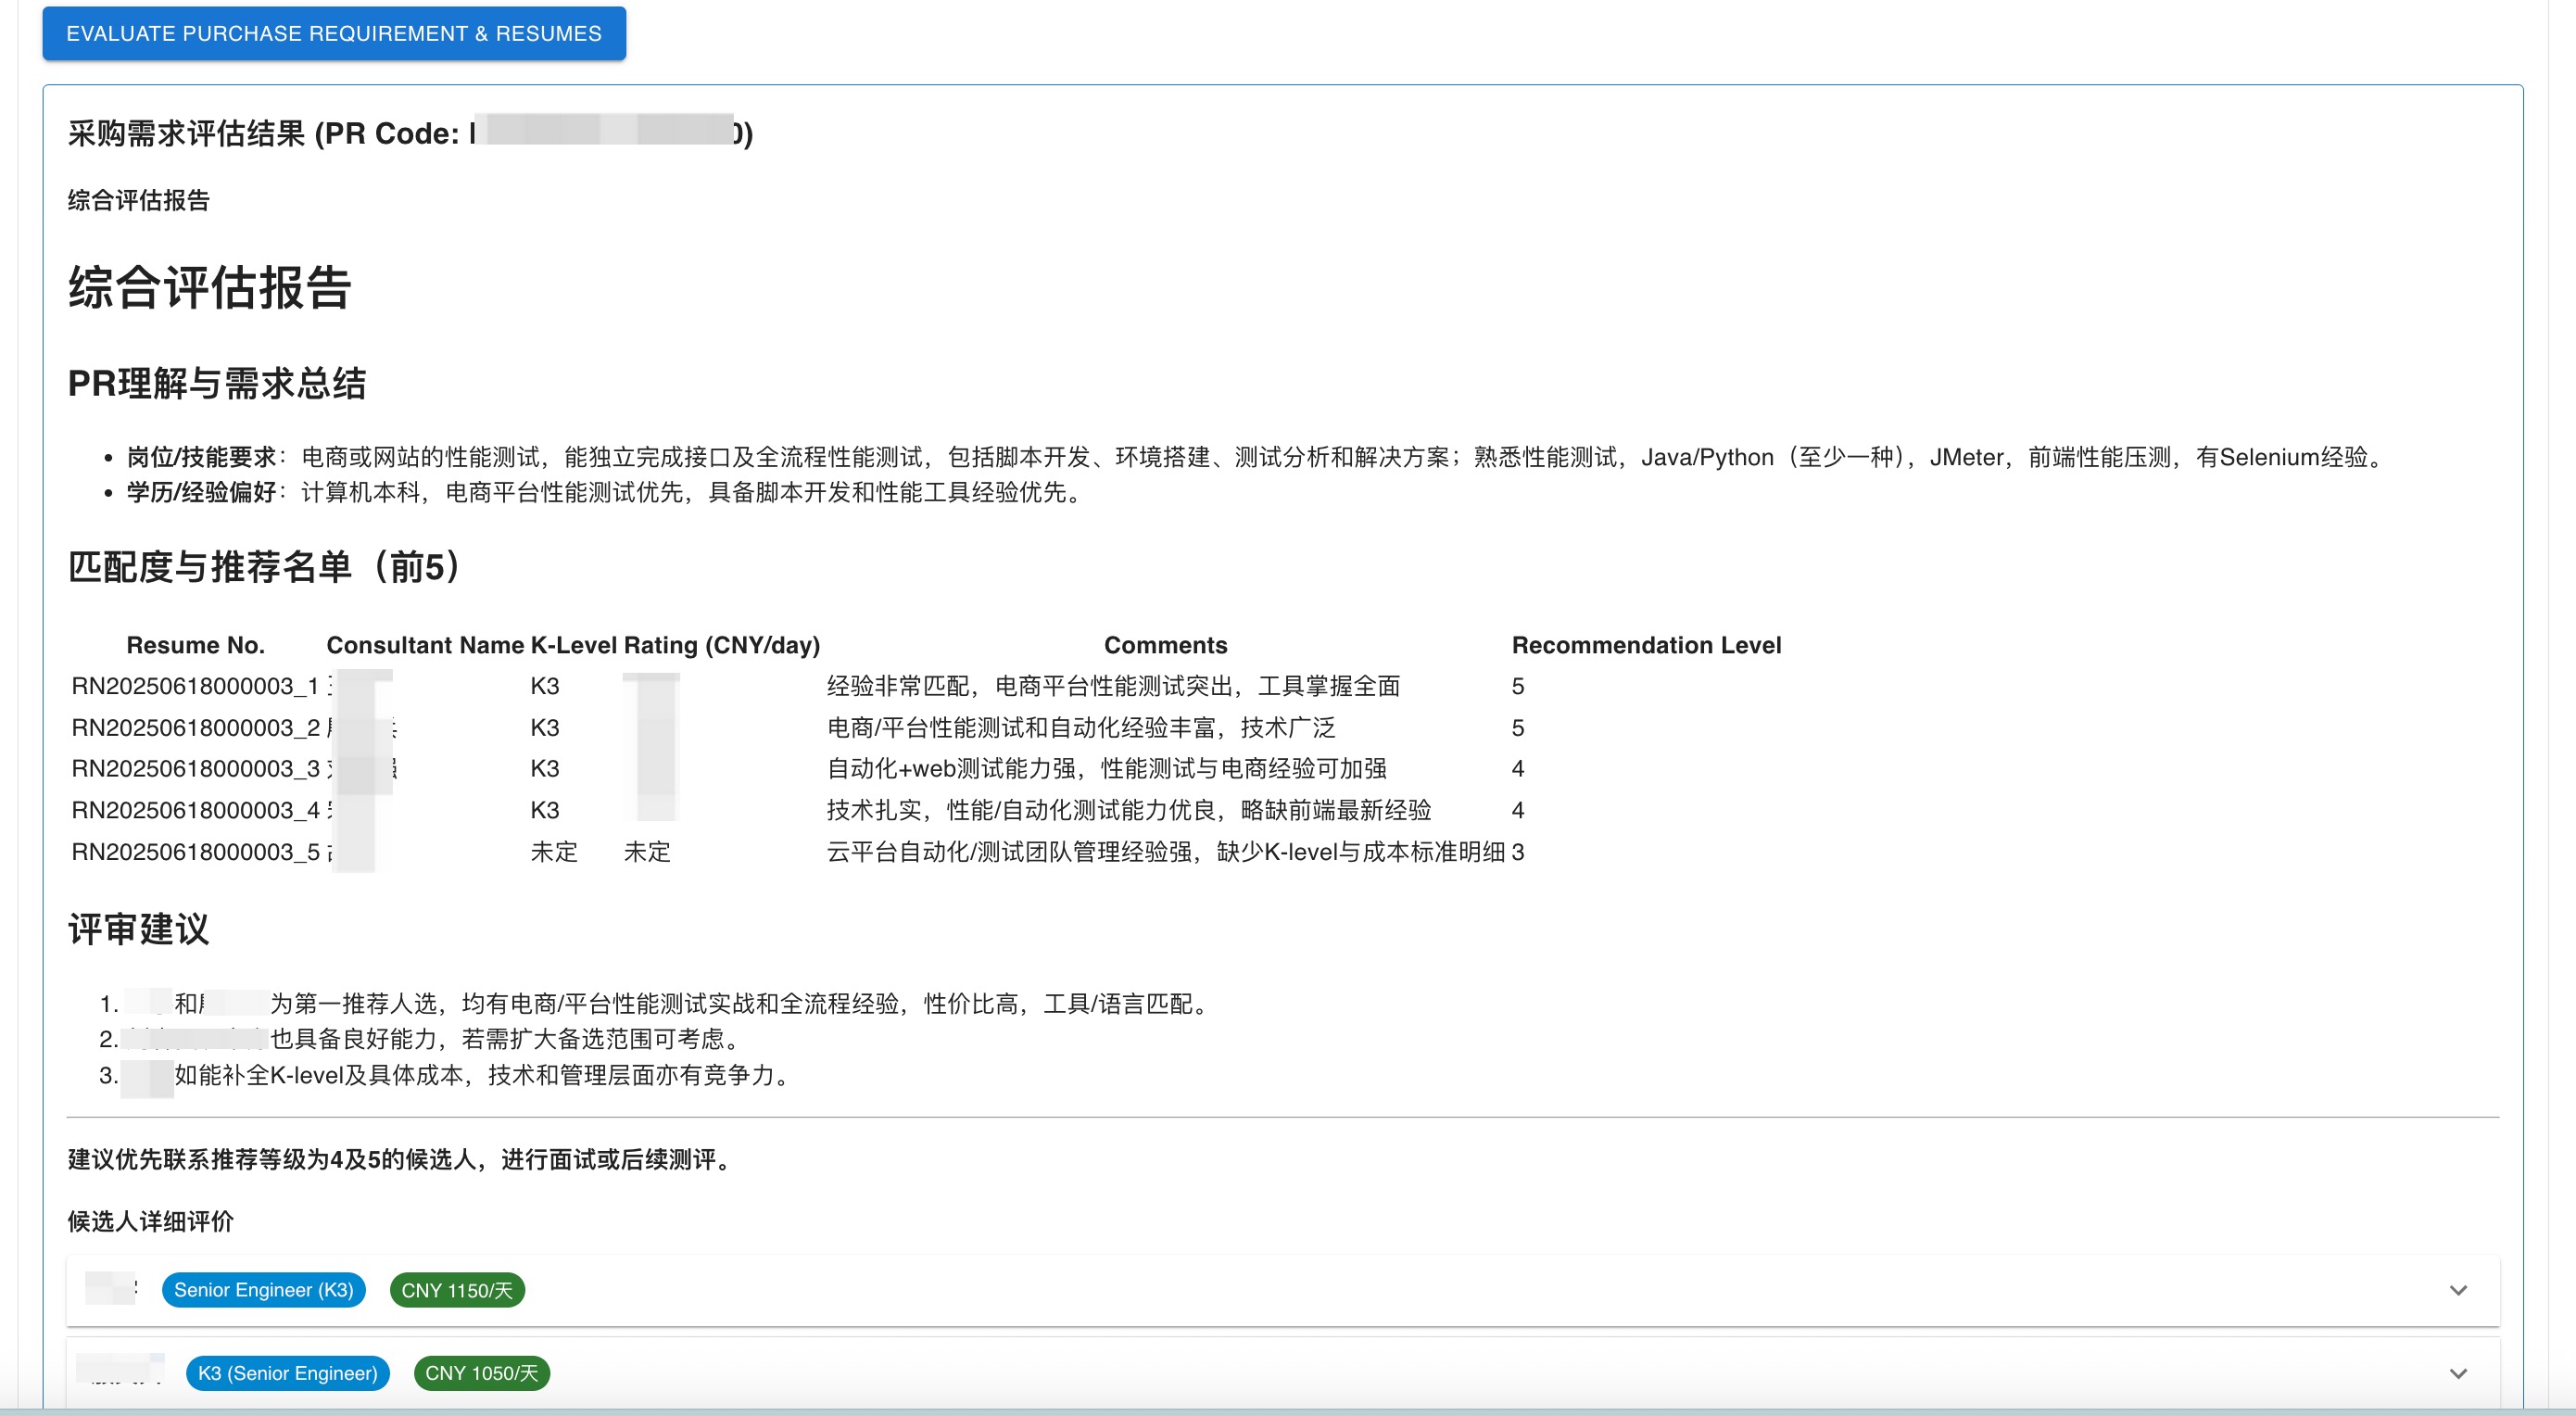 EVALUATE PURCHASE REQUIREMENT & RESUMES
采购需求评估结果 (PR Code: 0)
综合评估报告
综合评估报告
PR理解与需求总结
• 岗位/技能要求：电商或网站的性能测试，能独立完成接口及全流程性能测试，包括脚本开发、环境搭建、测试分析和解决方案；熟悉性能测试，Java/Python（至少一种），JMeter，前端性能压测，有Selenium经验。
• 学历/经验偏好：计算机本科，电商平台性能测试优先，具备脚本开发和性能工具经验优先。
匹配度与推荐名单（前5）
Resume No. Consultant Name K-Level Rating (CNY/day) Comments Recommendation Level
RN20250618000003_1 K3 经验非常匹配，电商平台性能测试突出，工具掌握全面 5
RN20250618000003_2 K3 电商/平台性能测试和自动化经验丰富，技术广泛 5
RN20250618000003_3 K3 自动化+web测试能力强，性能测试与电商经验可加强 4
RN20250618000003_4 K3 技术扎实，性能/自动化测试能力优良，略缺前端最新经验 4
RN20250618000003_5 未定 未定 云平台自动化/测试团队管理经验强，缺少K-level与成本标准明细 3
评审建议
1. 和 为第一推荐人选，均有电商/平台性能测试实战和全流程经验，性价比高，工具/语言匹配。
2. 也具备良好能力，若需扩大备选范围可考虑。
3. 如能补全K-level及具体成本，技术和管理层面亦有竞争力。
建议优先联系推荐等级为4及5的候选人，进行面试或后续测评。
候选人详细评价
Senior Engineer (K3) CNY 1150/天
K3 (Senior Engineer) CNY 1050/天